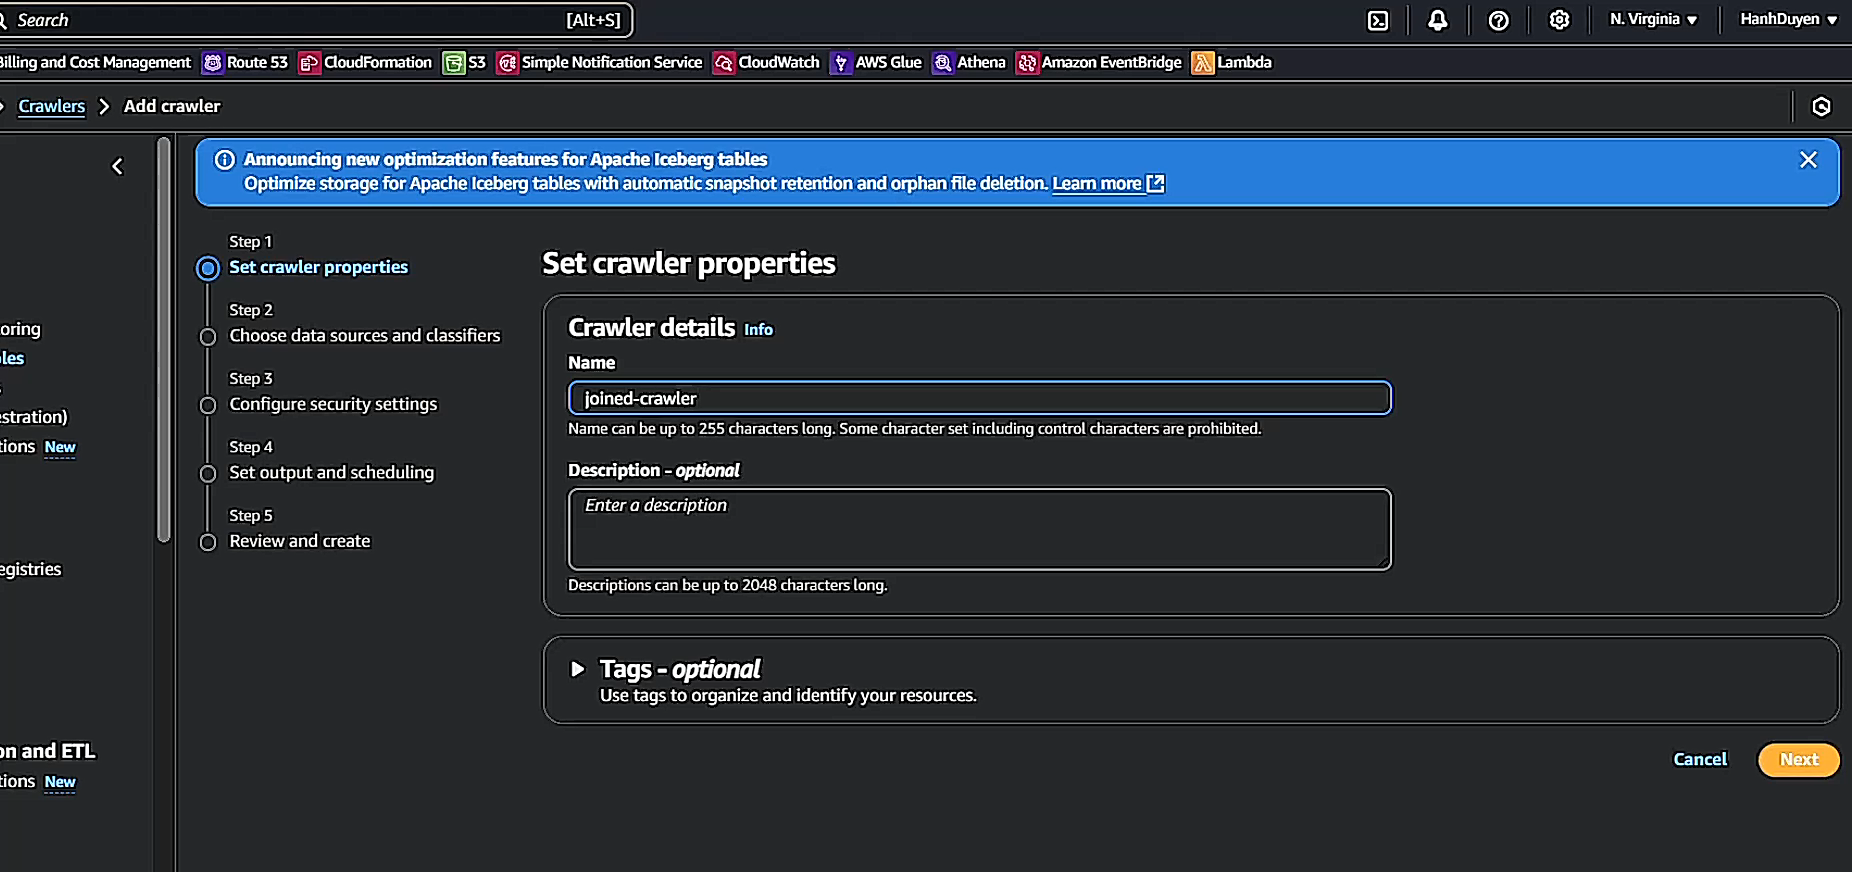 Search [Alt+S] N. Virginia HanhDuyen
Billing and Cost Management Route 53 CloudFormation S3 Simple Notification Service CloudWatch AWS Glue Athena Amazon EventBridge Lambda
Crawlers > Add crawler
Announcing new optimization features for Apache Iceberg tables
Optimize storage for Apache Iceberg tables with automatic snapshot retention and orphan file deletion. Learn more
oring
les
estration)
tions New
egistries
on and ETL
tions New
Step 1
Set crawler properties
Step 2
Choose data sources and classifiers
Step 3
Configure security settings
Step 4
Set output and scheduling
Step 5
Review and create
Set crawler properties
Crawler details Info
Name
joined-crawler
Name can be up to 255 characters long. Some character set including control characters are prohibited.
Description - optional
Enter a description
Descriptions can be up to 2048 characters long.
Tags - optional
Use tags to organize and identify your resources.
Cancel Next